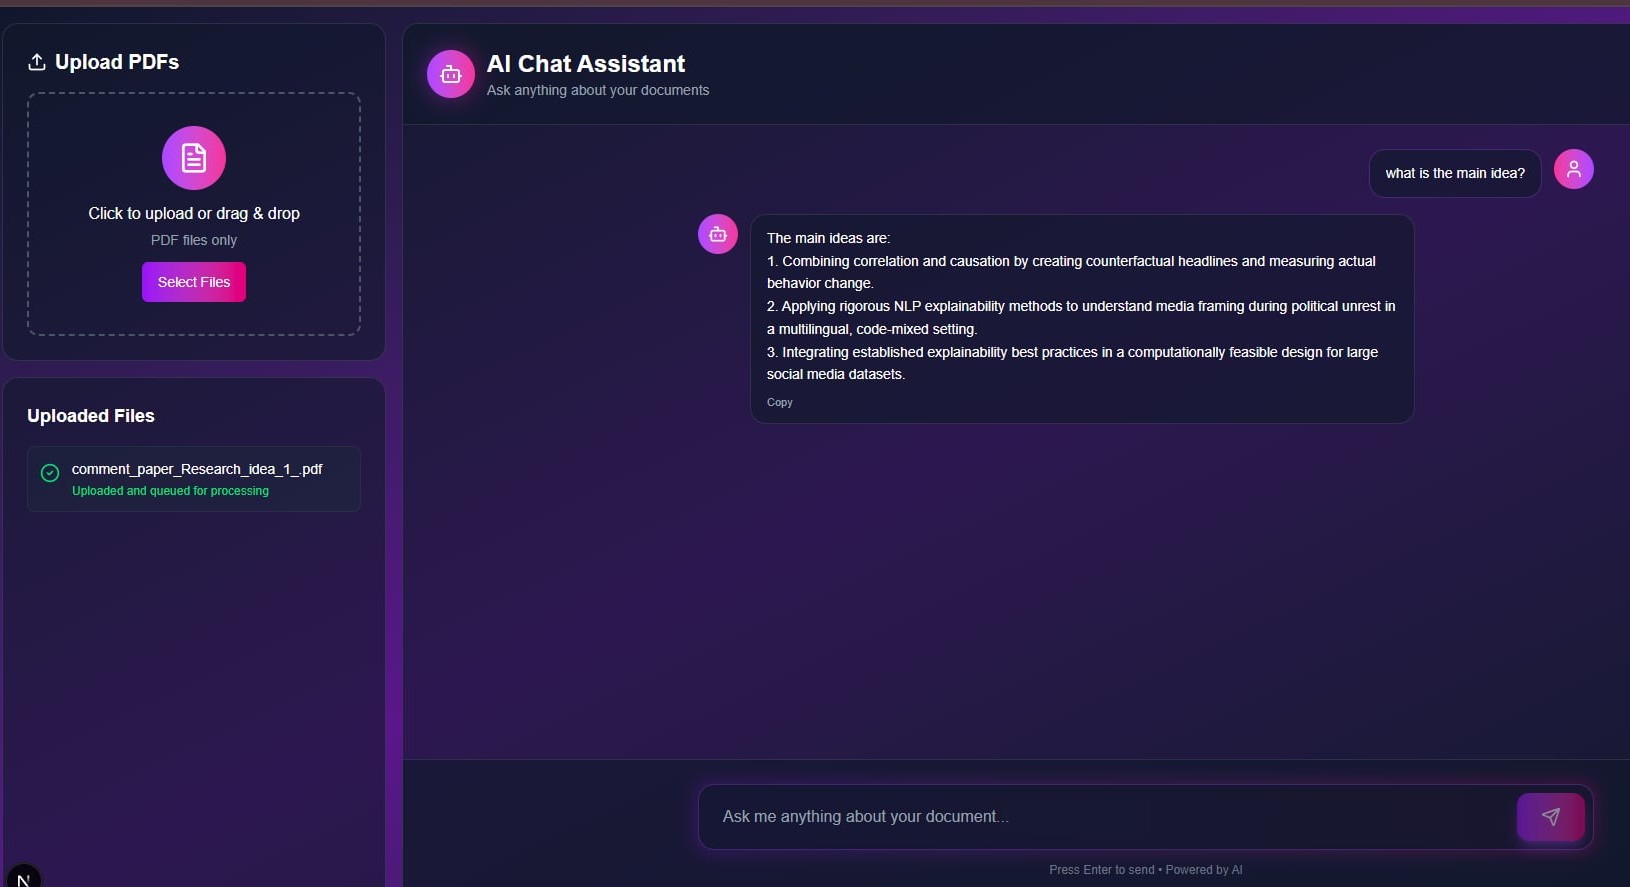 Upload PDFs
Click to upload or drag & drop
PDF files only
Select Files
Uploaded Files
comment_paper_Research_idea_1_.pdf
Uploaded and queued for processing
N
AI Chat Assistant
Ask anything about your documents
what is the main idea?
The main ideas are:
1. Combining correlation and causation by creating counterfactual headlines and measuring actual
behavior change.
2. Applying rigorous NLP explainability methods to understand media framing during political unrest in
a multilingual, code-mixed setting.
3. Integrating established explainability best practices in a computationally feasible design for large
social media datasets.
Copy
Ask me anything about your document...
Press Enter to send • Powered by AI